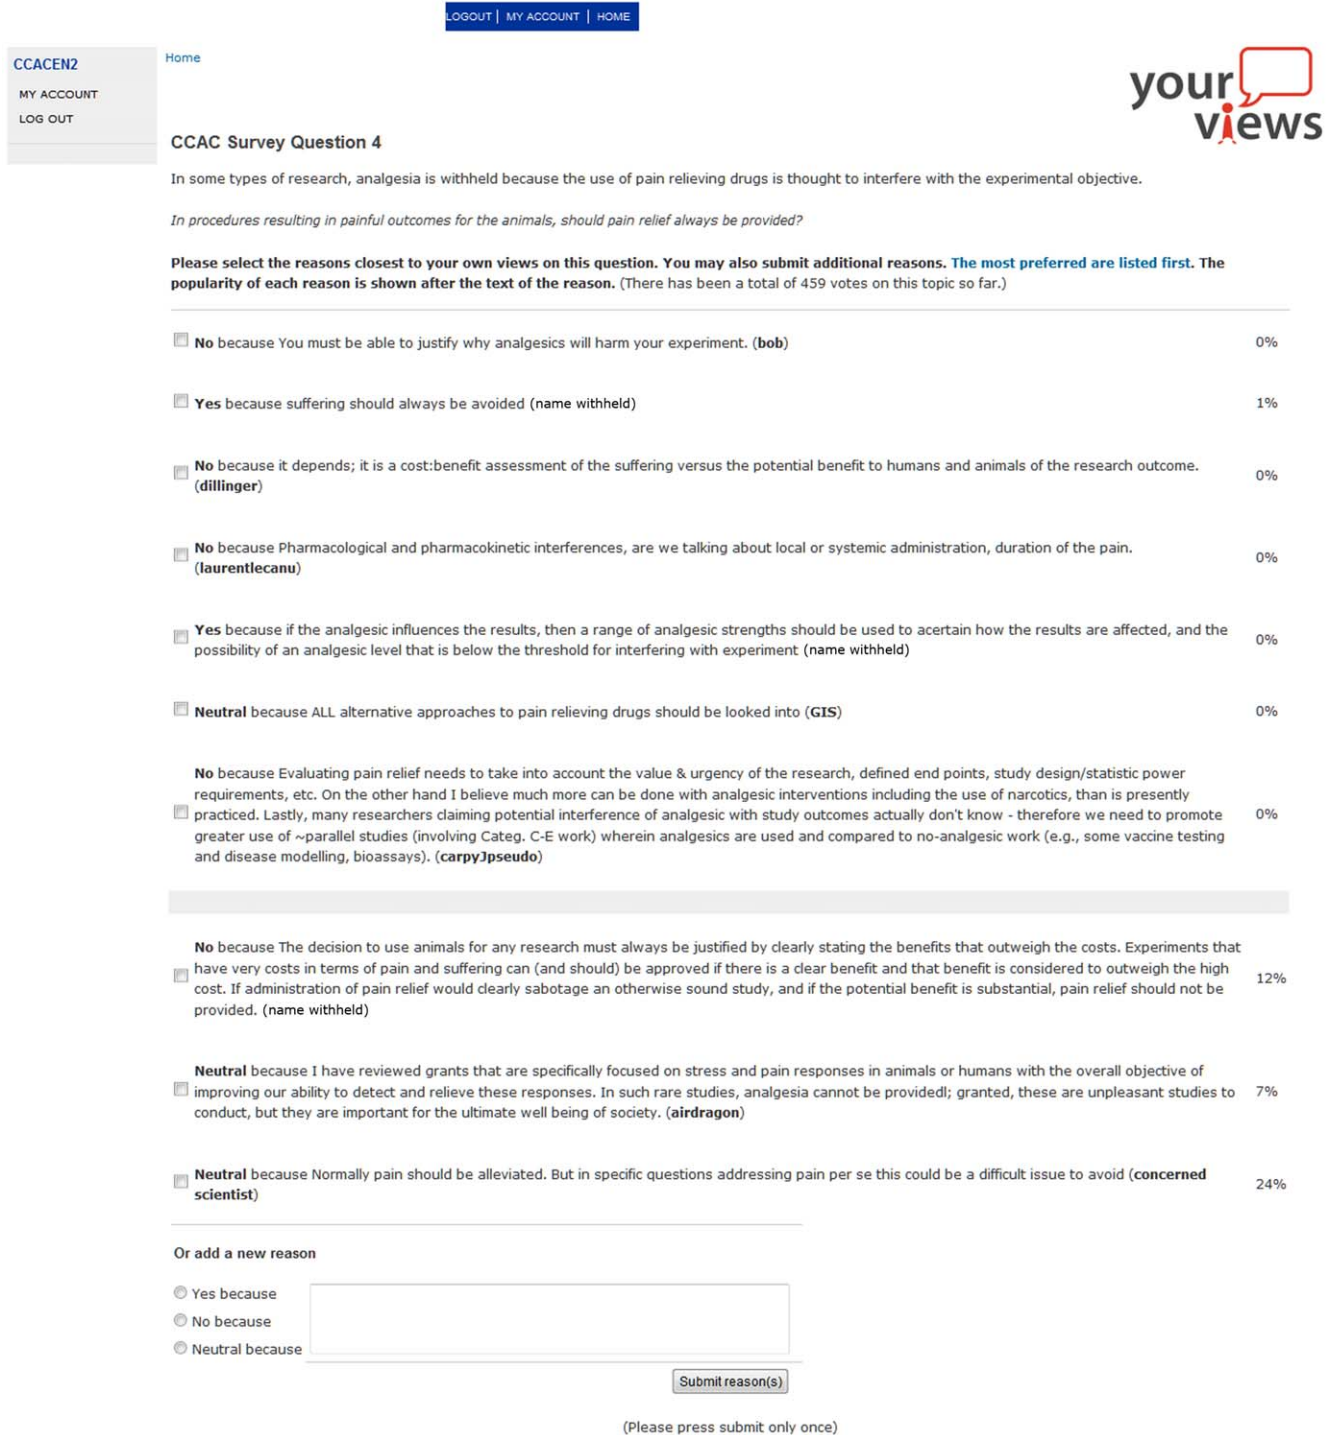 LOGOUT | MY ACCOUNT | HOME
CCACEN2
MY ACCOUNT
LOG OUT
Home
your
views
CCAC Survey Question 4
In some types of research, analgesia is withheld because the use of pain relieving drugs is thought to interfere with the experimental objective.
In procedures resulting in painful outcomes for the animals, should pain relief always be provided?
Please select the reasons closest to your own views on this question. You may also submit additional reasons. The most preferred are listed first. The
popularity of each reason is shown after the text of the reason. (There has been a total of 459 votes on this topic so far.)
No because You must be able to justify why analgesics will harm your experiment. (bob) 0%
Yes because suffering should always be avoided (name withheld) 1%
No because it depends; it is a cost:benefit assessment of the suffering versus the potential benefit to humans and animals of the research outcome.
(dillinger) 0%
No because Pharmacological and pharmacokinetic interferences, are we talking about local or systemic administration, duration of the pain.
(laurentlecanu) 0%
Yes because if the analgesic influences the results, then a range of analgesic strengths should be used to acertain how the results are affected, and the
possibility of an analgesic level that is below the threshold for interfering with experiment (name withheld) 0%
Neutral because ALL alternative approaches to pain relieving drugs should be looked into (GIS) 0%
No because Evaluating pain relief needs to take into account the value & urgency of the research, defined end points, study design/statistic power
requirements, etc. On the other hand I believe much more can be done with analgesic interventions including the use of narcotics, than is presently
practiced. Lastly, many researchers claiming potential interference of analgesic with study outcomes actually don't know - therefore we need to promote 0%
greater use of ~parallel studies (involving Categ. C-E work) wherein analgesics are used and compared to no-analgesic work (e.g., some vaccine testing
and disease modelling, bioassays). (carpyJpseudo)
No because The decision to use animals for any research must always be justified by clearly stating the benefits that outweigh the costs. Experiments that
have very costs in terms of pain and suffering can (and should) be approved if there is a clear benefit and that benefit is considered to outweigh the high 12%
cost. If administration of pain relief would clearly sabotage an otherwise sound study, and if the potential benefit is substantial, pain relief should not be
provided. (name withheld)
Neutral because I have reviewed grants that are specifically focused on stress and pain responses in animals or humans with the overall objective of
improving our ability to detect and relieve these responses. In such rare studies, analgesia cannot be providedl; granted, these are unpleasant studies to 7%
conduct, but they are important for the ultimate well being of society. (airdragon)
Neutral because Normally pain should be alleviated. But in specific questions addressing pain per se this could be a difficult issue to avoid (concerned
scientist) 24%
Or add a new reason
Yes because
No because
Neutral because
Submit reason(s)
(Please press submit only once)